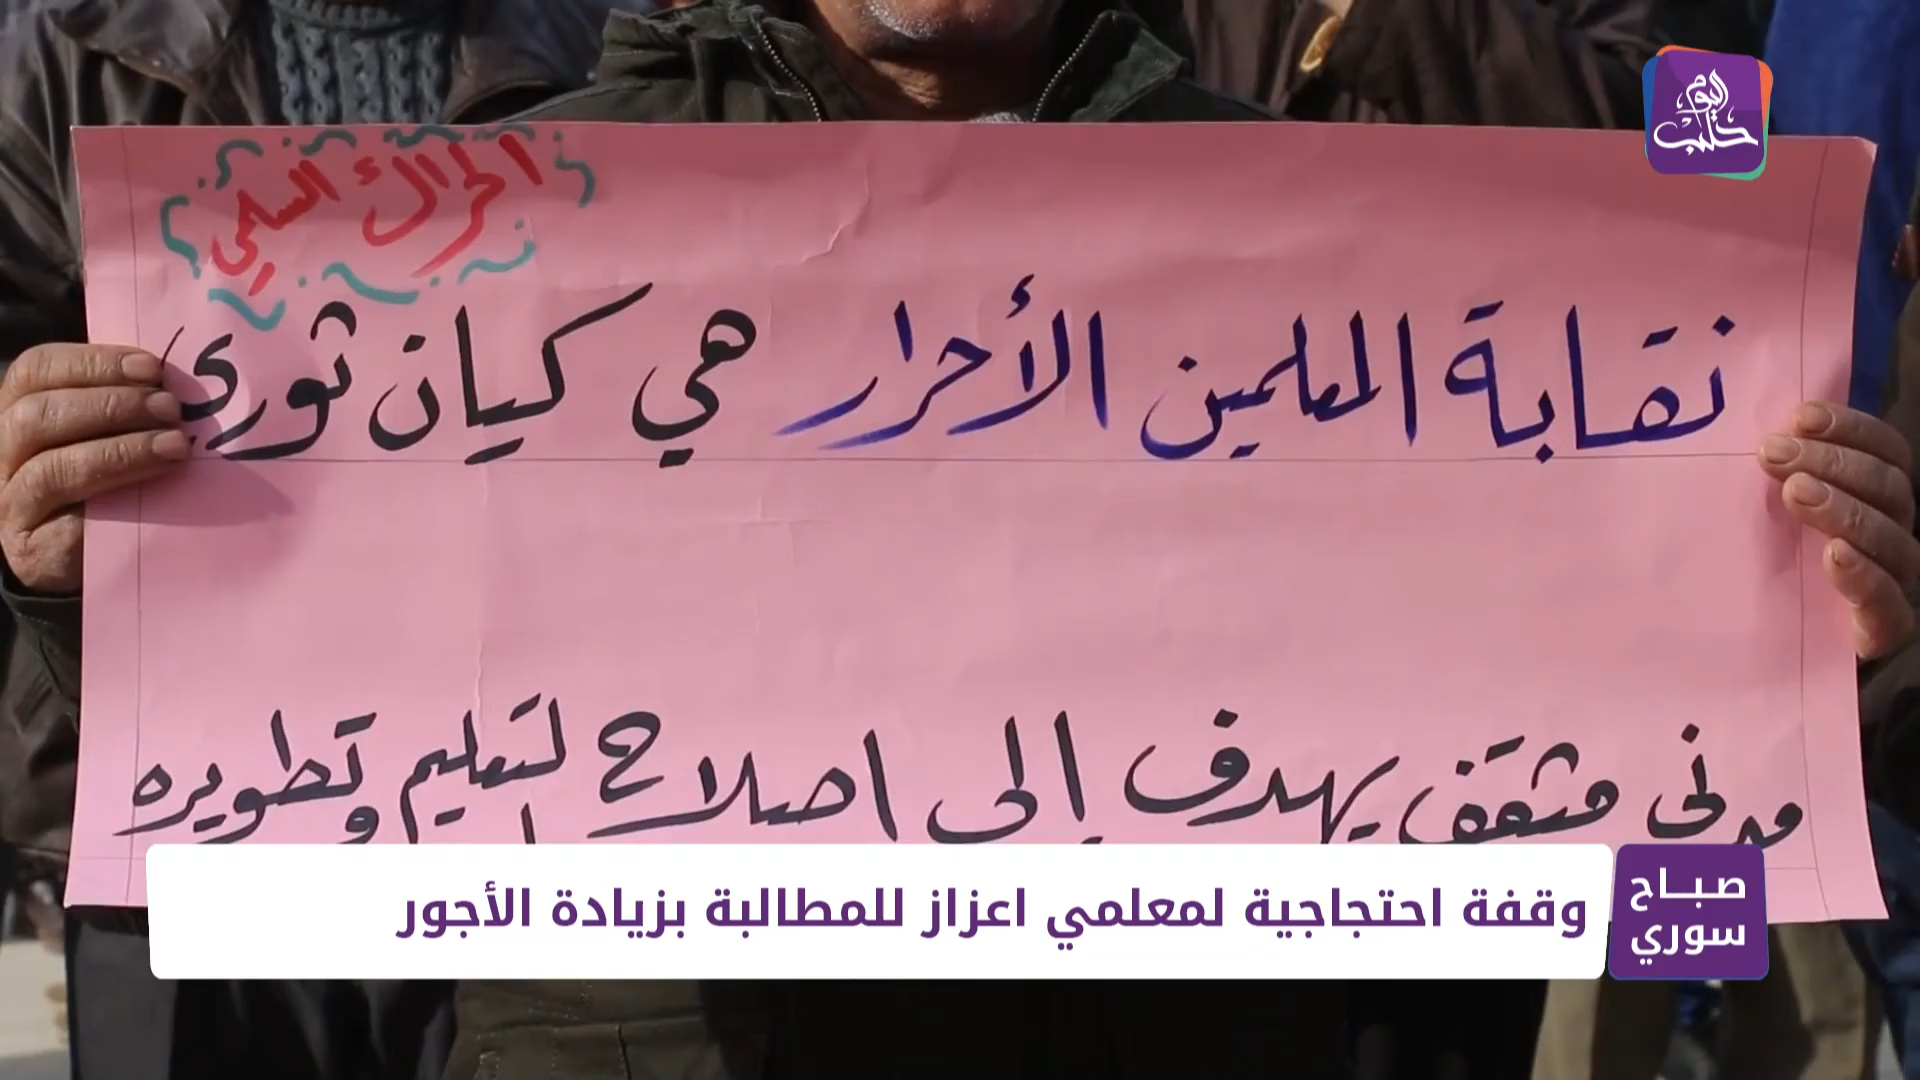 حلب اليوم
الحراك السلمي
نقابة المعلمين الأحرار هي كيان ثوري
مدني مثقف يهدف إلى اصلاح التعليم وتطويره
صباح
سوري
وقفة احتجاجية لمعلمي اعزاز للمطالبة بزيادة الأجور